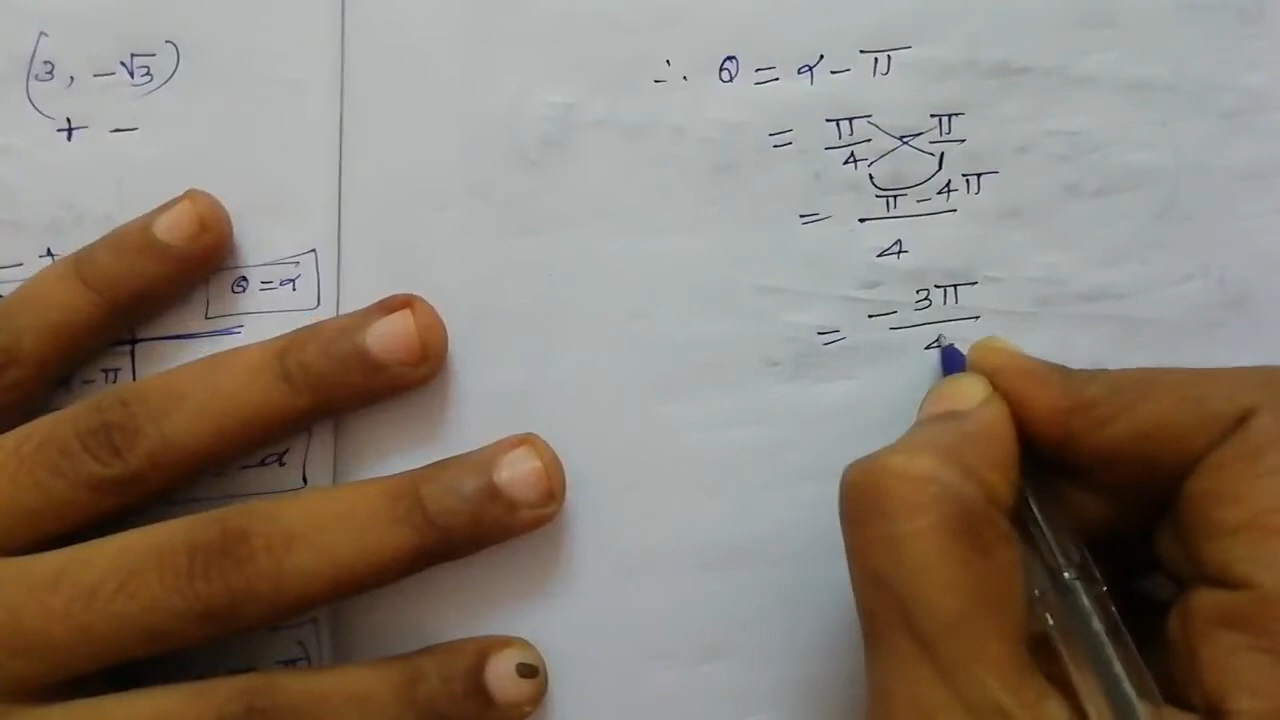 (3, -√3)
+ -
- +
θ = α
- π
- α
π
∴ θ = α - π
= π/4 - π
= π - 4π / 4
= - 3π / 4